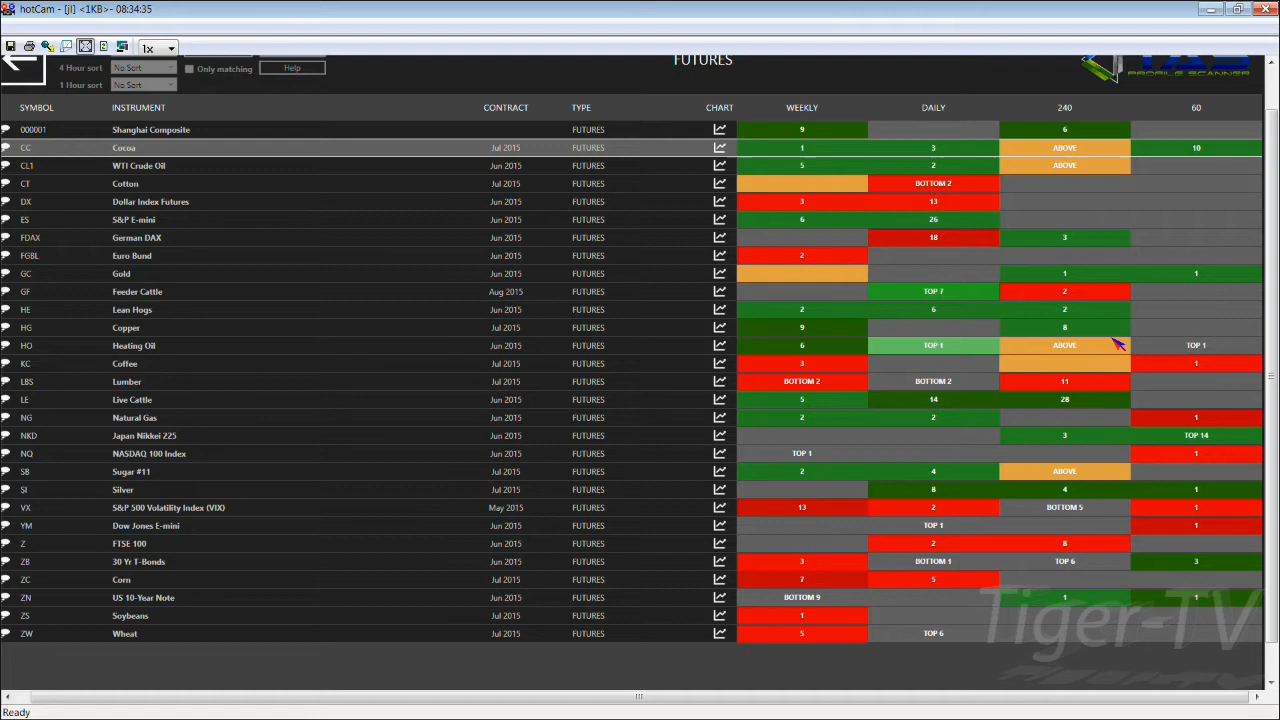 hotCam - [jl] <1KB>- 08:34:35
1x
4 Hour sort No Sort Only matching Help
1 Hour sort No Sort
FUTURES
TAS
PROFILE SCANNER
SYMBOL INSTRUMENT CONTRACT TYPE CHART WEEKLY DAILY 240 60
000001 Shanghai Composite FUTURES 9 6
CC Cocoa Jul 2015 FUTURES 1 3 ABOVE 10
CL1 WTI Crude Oil Jun 2015 FUTURES 5 2 ABOVE
CT Cotton Jul 2015 FUTURES BOTTOM 2
DX Dollar Index Futures Jun 2015 FUTURES 3 13
ES S&P E-mini Jun 2015 FUTURES 6 26
DAX German DAX Jun 2015 FUTURES 18 3
GBL Euro Bund Jun 2015 FUTURES 2
GC Gold Jun 2015 FUTURES 1 1
GF Feeder Cattle Aug 2015 FUTURES TOP 7 2
HE Lean Hogs Jun 2015 FUTURES 2 6 2
HG Copper Jul 2015 FUTURES 9 8
HO Heating Oil Jun 2015 FUTURES 6 TOP 1 ABOVE TOP 1
KC Coffee Jul 2015 FUTURES 3 1
LBS Lumber Jul 2015 FUTURES BOTTOM 2 BOTTOM 2 11
LE Live Cattle Jun 2015 FUTURES 5 14 28
NG Natural Gas Jun 2015 FUTURES 2 2 1
NKD Japan Nikkei 225 Jun 2015 FUTURES 3 TOP 14
NQ NASDAQ 100 Index Jun 2015 FUTURES TOP 1 1
SB Sugar #11 Jul 2015 FUTURES 2 4 ABOVE
SI Silver Jul 2015 FUTURES 8 4 1
VX S&P 500 Volatility Index (VIX) May 2015 FUTURES 13 2 BOTTOM 5 1
YM Dow Jones E-mini Jun 2015 FUTURES TOP 1 1
Z FTSE 100 Jun 2015 FUTURES 2 8
ZB 30 Yr T-Bonds Jun 2015 FUTURES 3 BOTTOM 1 TOP 6 3
ZC Corn Jul 2015 FUTURES 7 5
ZN US 10-Year Note Jun 2015 FUTURES BOTTOM 9 1 1
ZS Soybeans Jul 2015 FUTURES 1
ZW Wheat Jul 2015 FUTURES 5 TOP 6
Tiger-TV
Ready